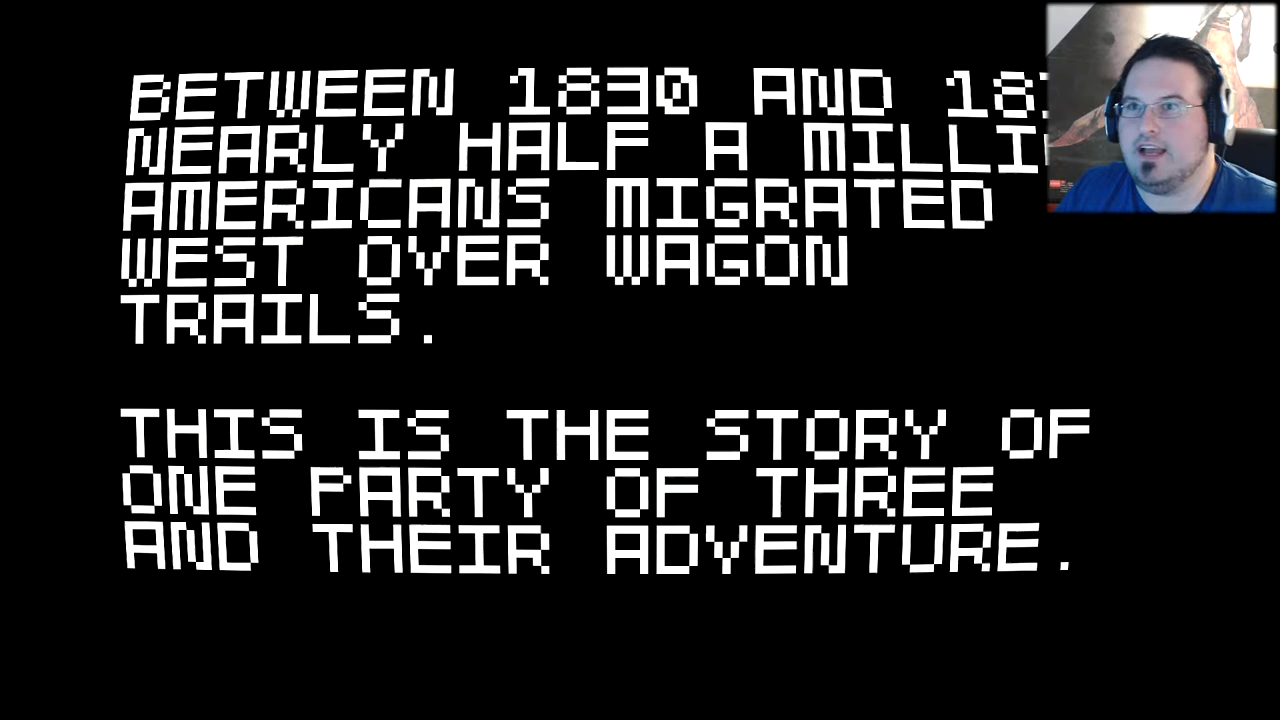 BETWEEN 1830 AND
NEARLY HALF A
AMERICANS MIGRATED
WEST OVER WAGON
TRAILS.
THIS IS THE STORY OF
ONE PARTY OF THREE
AND THEIR ADVENTURE.